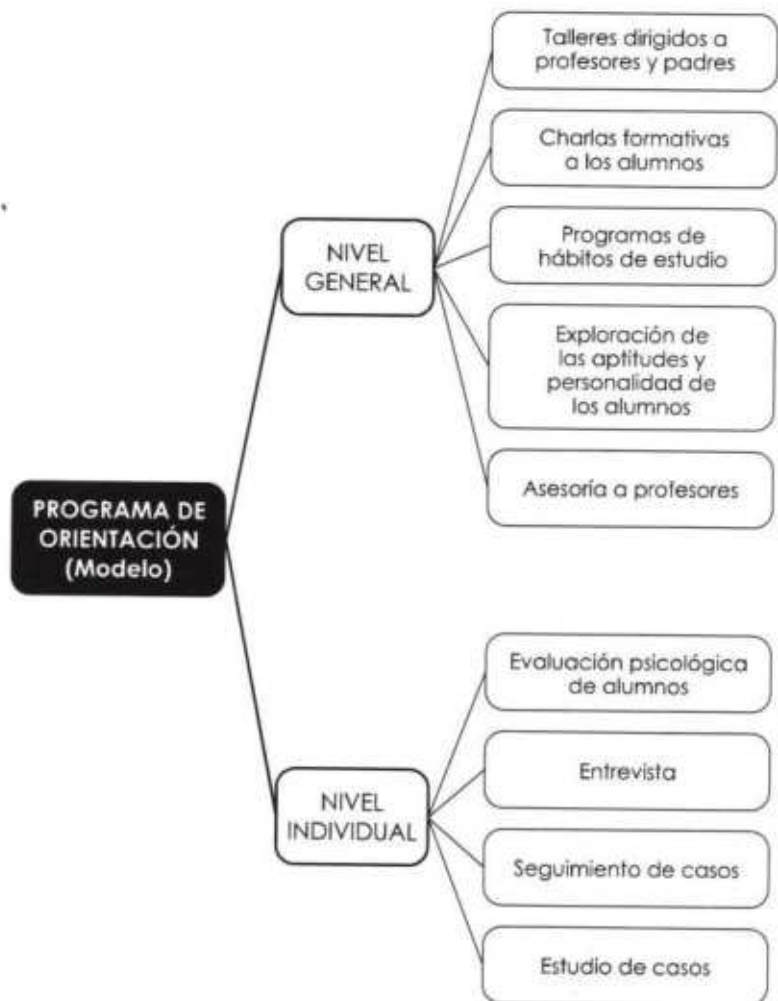 PROGRAMA DE
ORIENTACIÓN
(Modelo)
NIVEL
GENERAL
Talleres dirigidos a
profesores y padres
Charlas formativas
a los alumnos
Programas de
hábitos de estudio
Exploración de
las aptitudes y
personalidad de
los alumnos
Asesoría a profesores
NIVEL
INDIVIDUAL
Evaluación psicológica
de alumnos
Entrevista
Seguimiento de casos
Estudio de casos